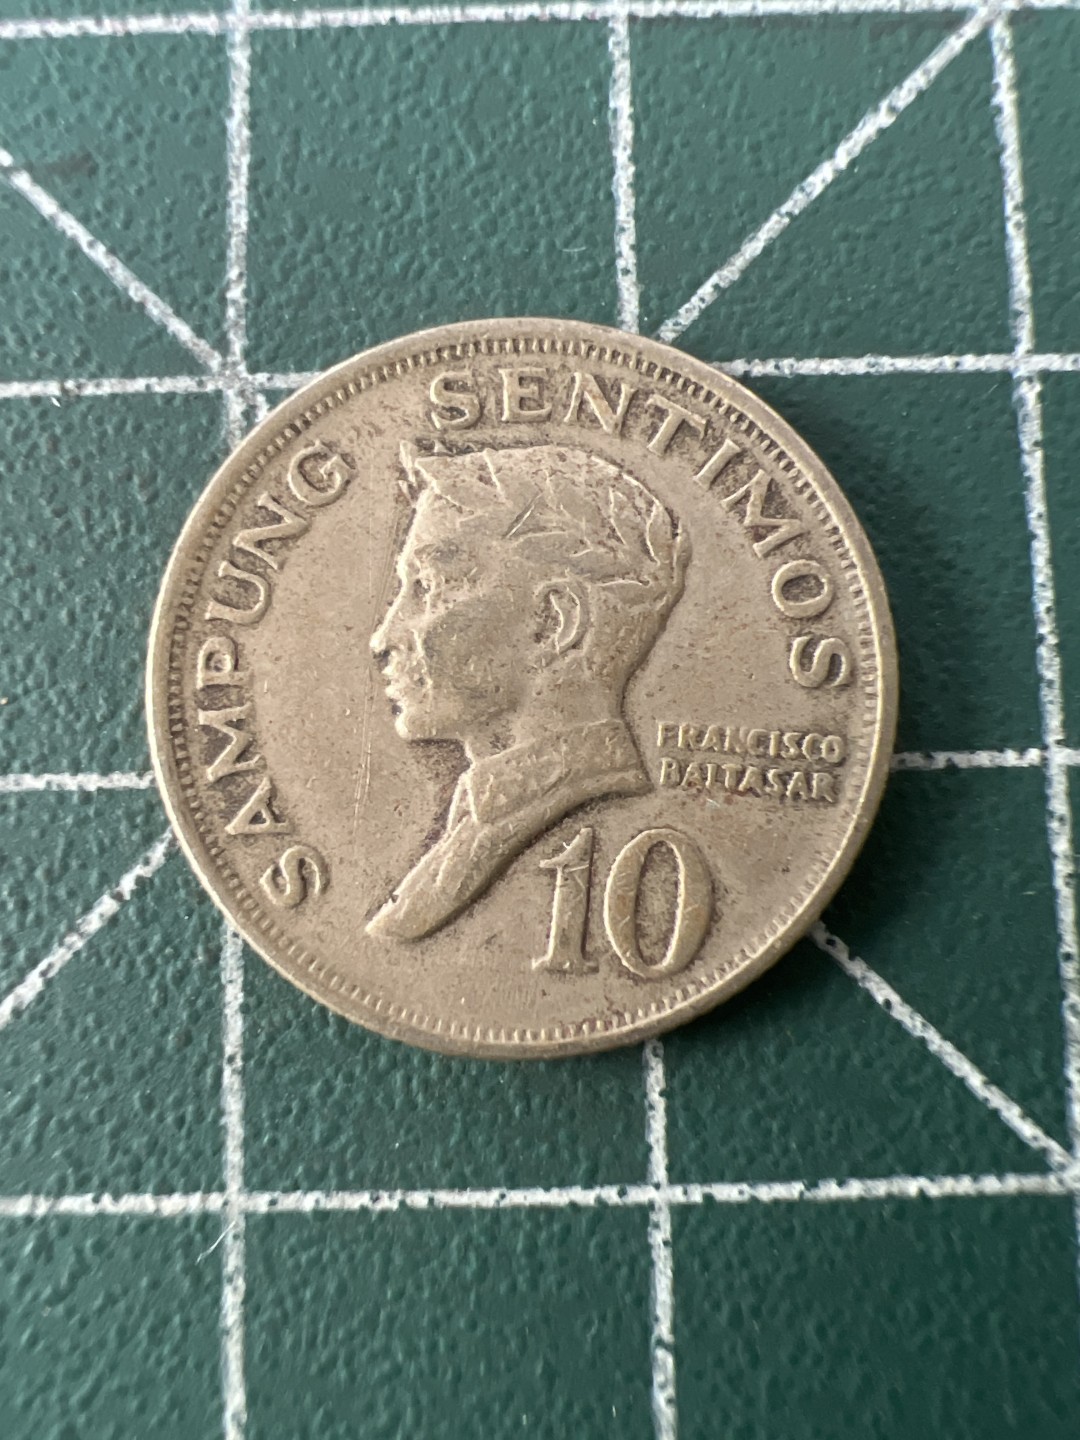 SAMPUNG SENTIMOS
FRANCISCO
BALTASAR
10